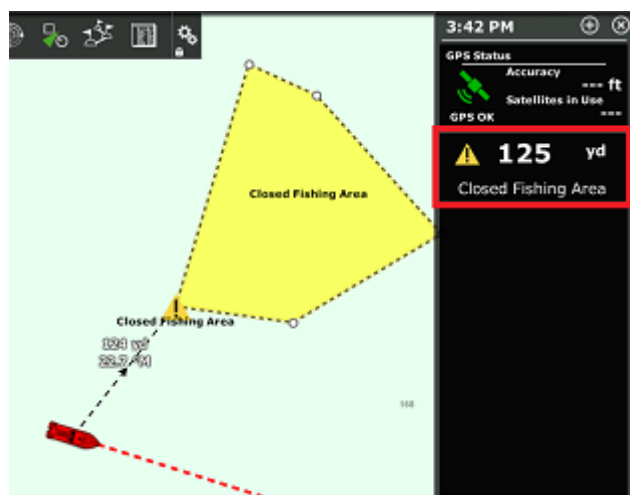 3:42 PM
GPS Status
Accuracy
--- ft
Satellites in Use
---
GPS OK
125 yd
Closed Fishing Area
Closed Fishing Area
Closed Fishing Area
124 yd